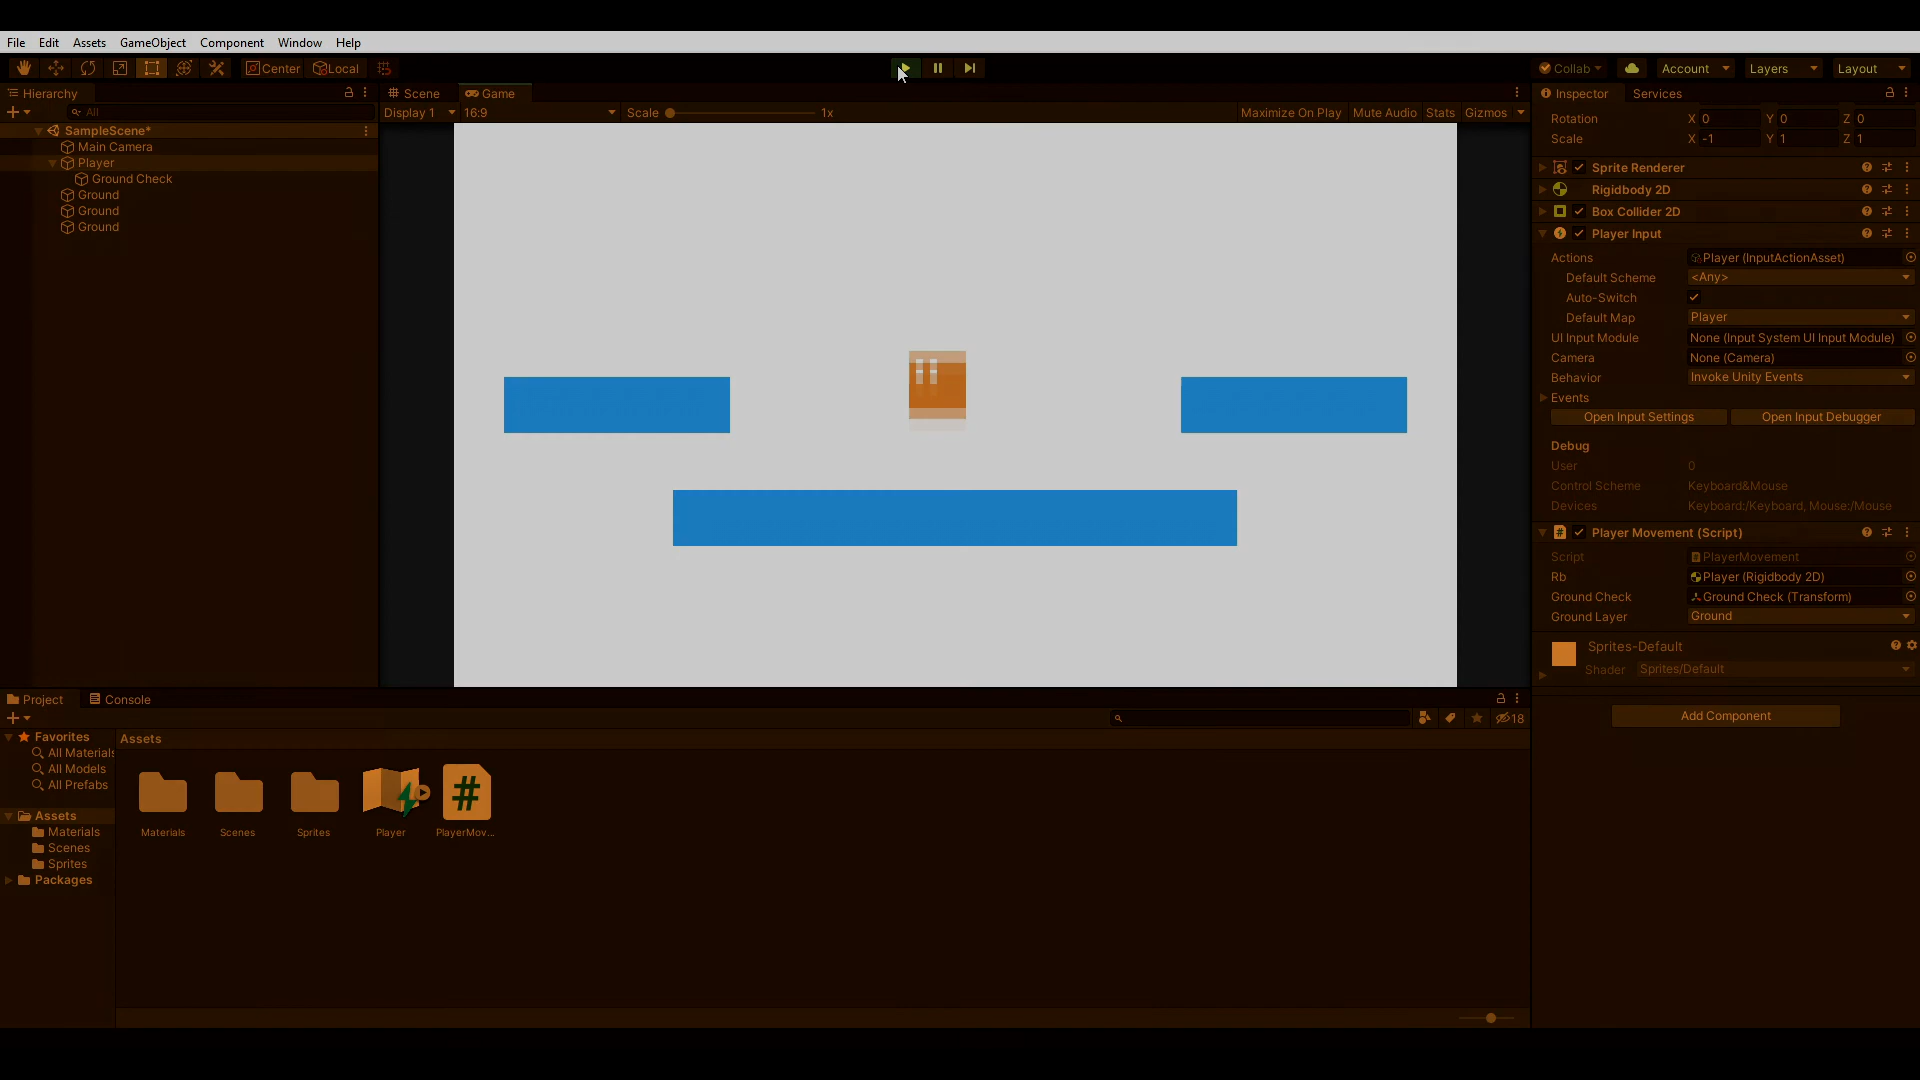 File Edit Assets GameObject Component Window Help
Center Local Collab Account Layers Layout
Hierarchy Scene Game Inspector Services
All Display 1 16:9 Scale 1x Maximize On Play Mute Audio Stats Gizmos
SampleScene*
Main Camera
Player
Ground Check
Ground
Ground
Ground
Rotation X 0 Y 0 Z 0
Scale X -1 Y 1 Z 1
Sprite Renderer
Rigidbody 2D
Box Collider 2D
Player Input
Actions Player (InputActionAsset)
Default Scheme <Any>
Auto-Switch
Default Map Player
UI Input Module None (Input System UI Input Module)
Camera None (Camera)
Behavior Invoke Unity Events
Events
Open Input Settings Open Input Debugger
Debug
User 0
Control Scheme Keyboard&Mouse
Devices Keyboard:/Keyboard, Mouse:/Mouse
# Player Movement (Script)
Script PlayerMovement
Rb Player (Rigidbody 2D)
Ground Check Ground Check (Transform)
Ground Layer Ground
Sprites-Default
Shader Sprites/Default
Add Component
Project Console
18
Favorites
All Materials
All Models
All Prefabs
Assets
Materials
Scenes
Sprites
Packages
Assets
#
Materials Scenes Sprites Player PlayerMov...